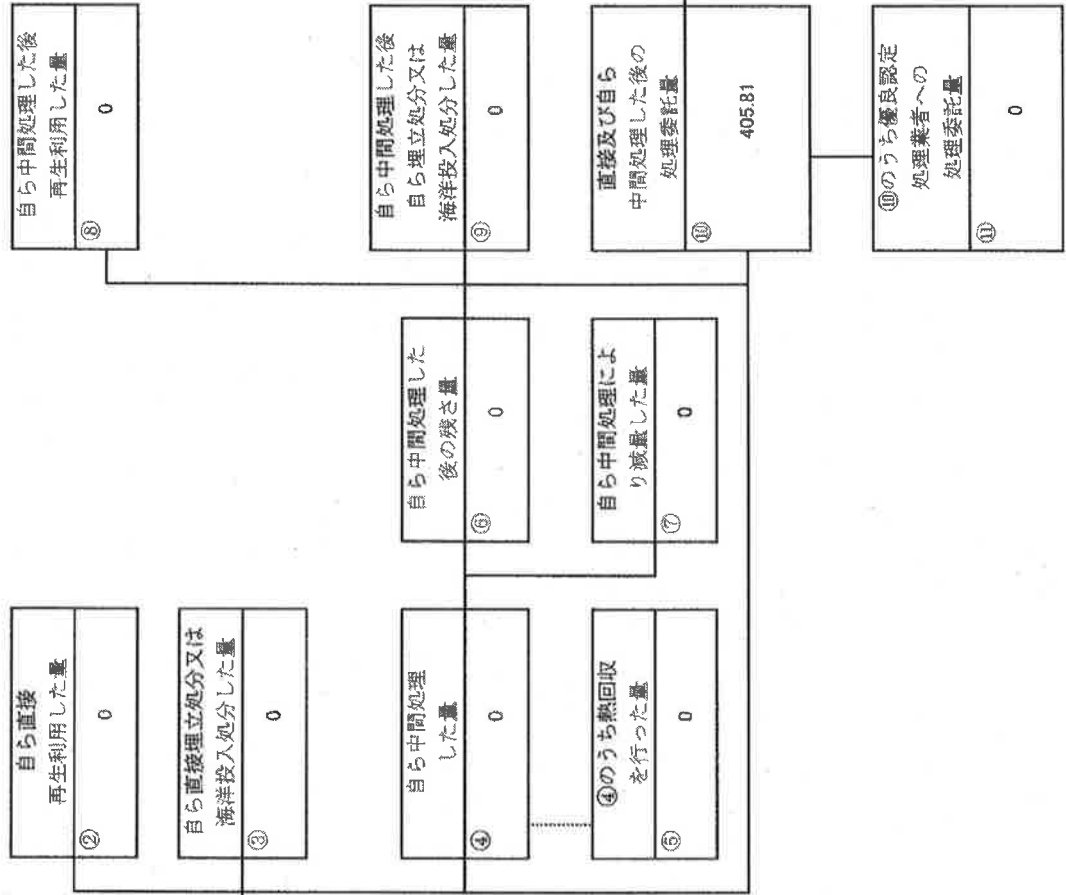 自ら直接
再生利用した量
②
0
自ら直接埋立処分又は
海洋投入処分した量
③
0
自ら中間処理
した量
④
0
④のうち熱回収
を行った量
⑤
0
自ら中間処理した
後の残さ量
⑥
0
自ら中間処理によ
り減量した量
⑦
0
自ら中間処理した後
再生利用した量
⑧
0
自ら中間処理した後
自ら埋立処分又は
海洋投入処分した量
⑨
0
直接及び自ら
中間処理した後の
処理委託量
⑩
405.81
⑩のうち優良認定
処理業者への
処理委託量
⑪
0